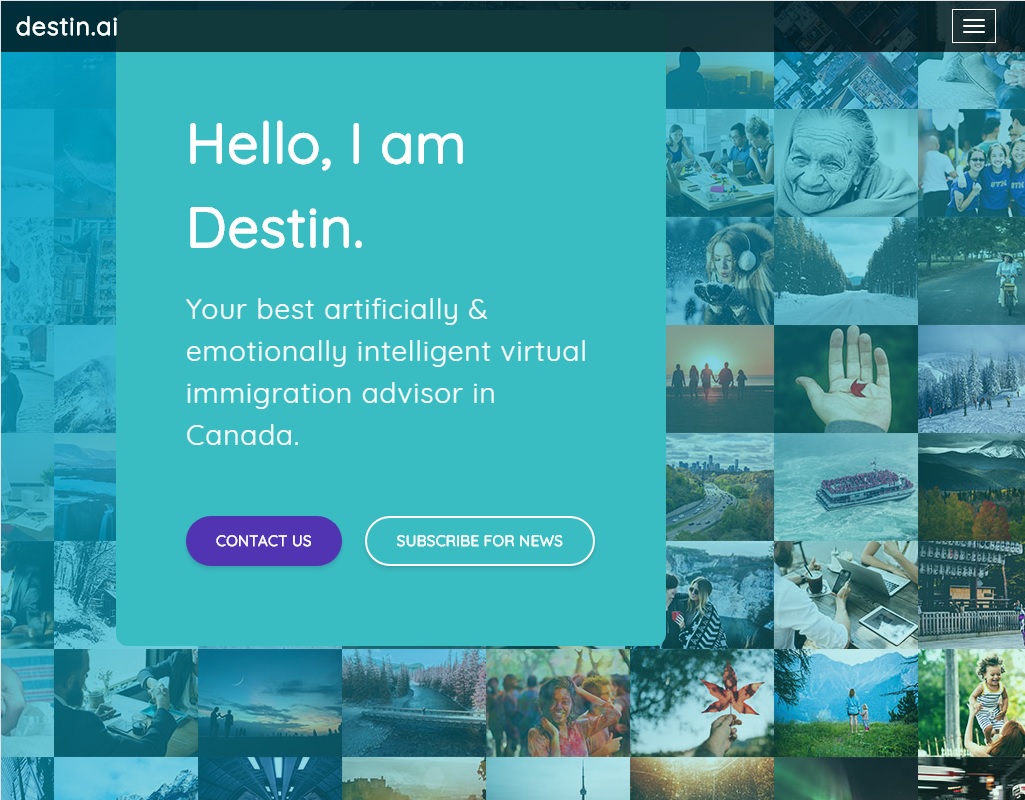 destin.ai
Hello, I am
Destin.
Your best artificially &
emotionally intelligent virtual
immigration advisor in
Canada.
CONTACT US
SUBSCRIBE FOR NEWS